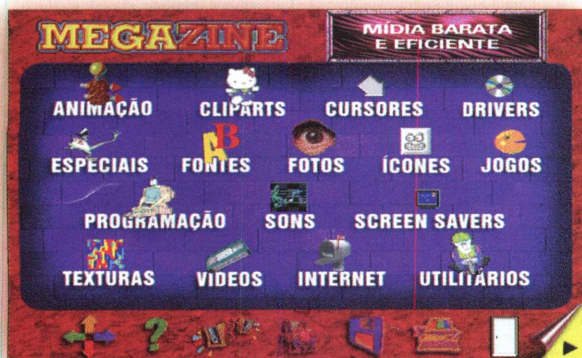 MEGAZINE
MÍDIA BARATA
E EFICIENTE
ANIMAÇÃO CLIPARTS CURSORES DRIVERS
ESPECIAIS FONTES FOTOS ÍCONES JOGOS
PROGRAMAÇÃO SONS SCREEN SAVERS
TEXTURAS VIDEOS INTERNET UTILITÁRIOS